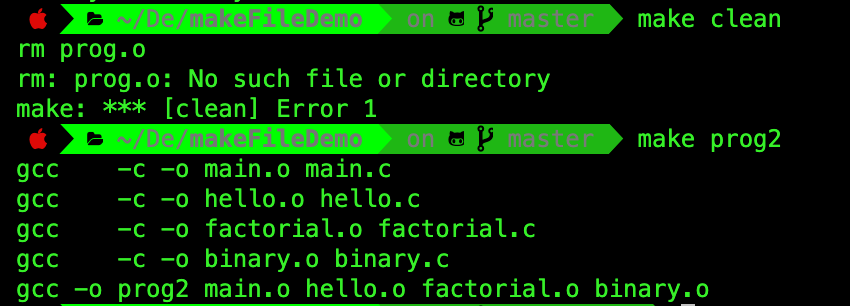 ~/De/makeFileDemo on master make clean
rm prog.o
rm: prog.o: No such file or directory
make: *** [clean] Error 1
~/De/makeFileDemo on master make prog2
gcc    -c -o main.o main.c
gcc    -c -o hello.o hello.c
gcc    -c -o factorial.o factorial.c
gcc    -c -o binary.o binary.c
gcc -o prog2 main.o hello.o factorial.o binary.o